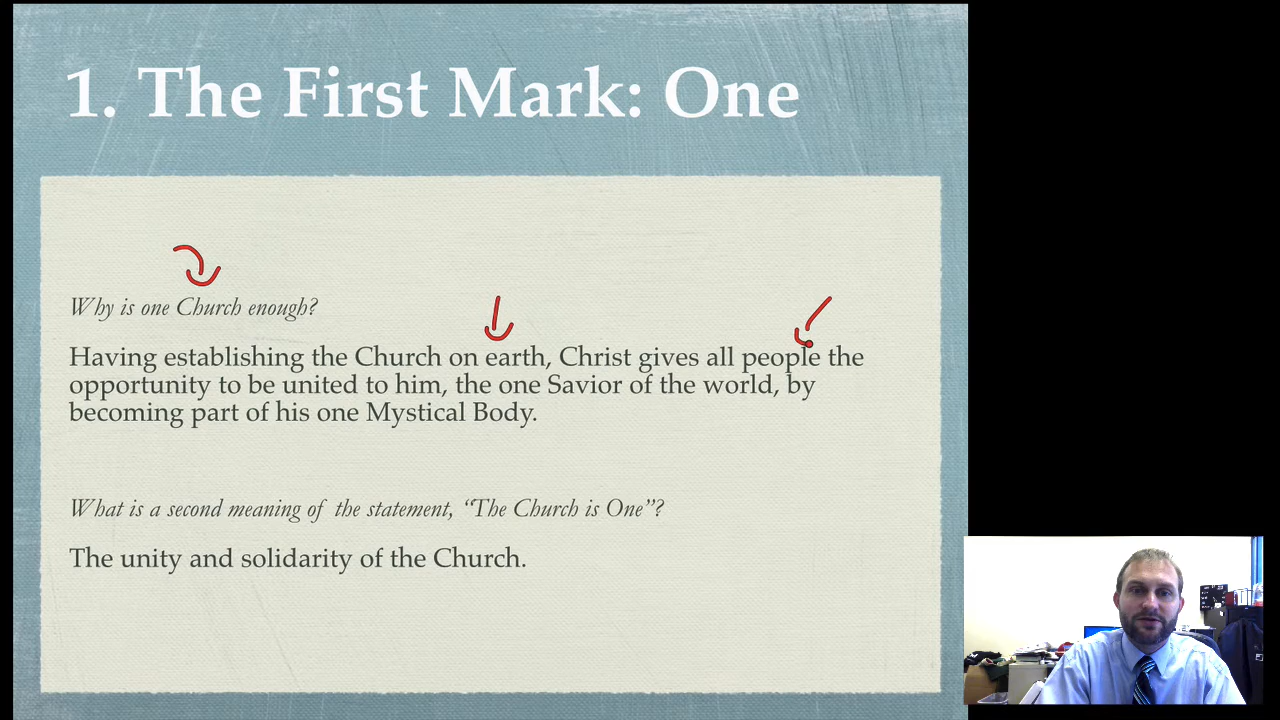 1. The First Mark: One
Why is one Church enough?
Having establishing the Church on earth, Christ gives all people the
opportunity to be united to him, the one Savior of the world, by
becoming part of his one Mystical Body.
What is a second meaning of the statement, “The Church is One”?
The unity and solidarity of the Church.